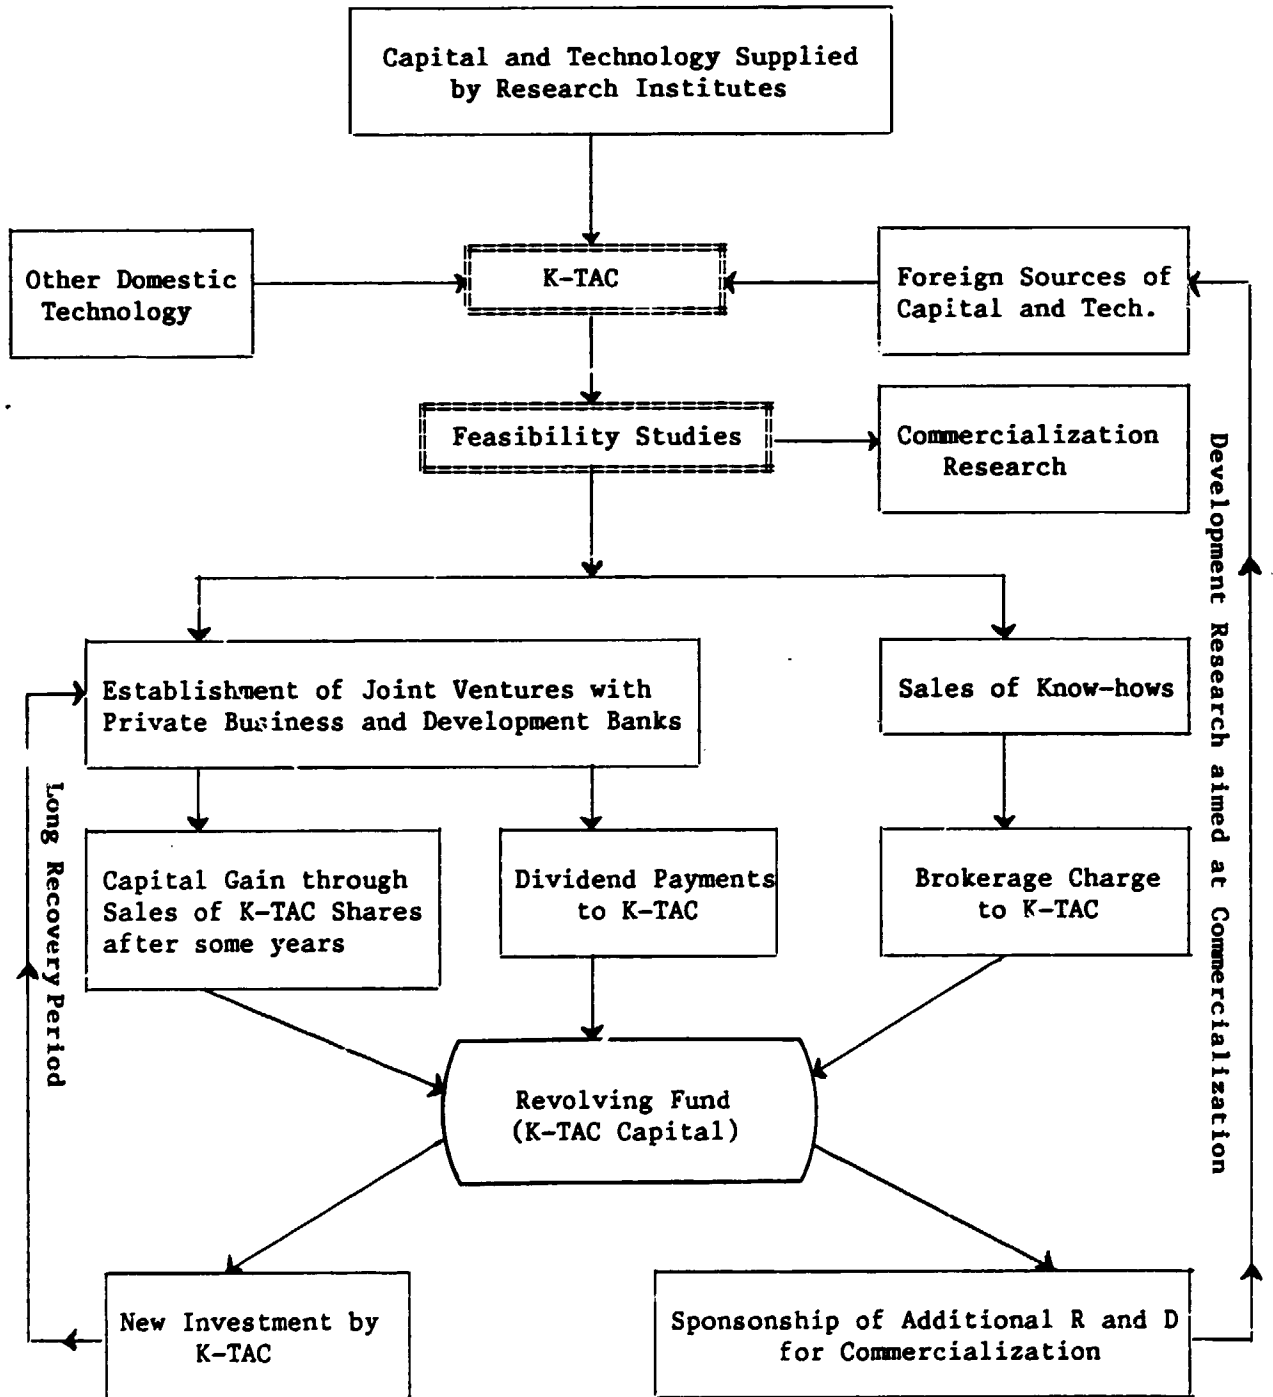 Capital and Technology Supplied
by Research Institutes
Other Domestic
Technology
K-TAC
Foreign Sources of
Capital and Tech.
Feasibility Studies
Commercialization
Research
Development Research aimed at Commercialization
Establishment of Joint Ventures with
Private Business and Development Banks
Sales of Know-hows
Long Recovery Period
Capital Gain through
Sales of K-TAC Shares
after some years
Dividend Payments
to K-TAC
Brokerage Charge
to K-TAC
Revolving Fund
(K-TAC Capital)
New Investment by
K-TAC
Sponsonship of Additional R and D
for Commercialization